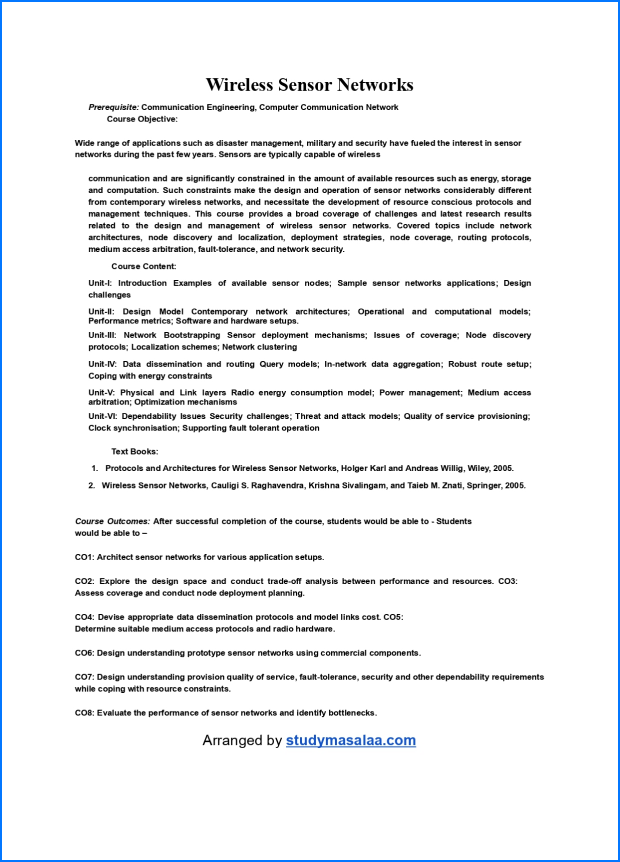 Wireless Sensor Networks
Prerequisite: Communication Engineering, Computer Communication Network
Course Objective:
Wide range of applications such as disaster management, military and security have fueled the interest in sensor
networks during the past few years. Sensors are typically capable of wireless
communication and are significantly constrained in the amount of available resources such as energy, storage
and computation. Such constraints make the design and operation of sensor networks considerably different
from contemporary wireless networks, and necessitate the development of resource conscious protocols and
management techniques. This course provides a broad coverage of challenges and latest research results
related to the design and management of wireless sensor networks. Covered topics include network
architectures, node discovery and localization, deployment strategies, node coverage, routing protocols,
medium access arbitration, fault-tolerance, and network security.
Course Content:
Unit-I: Introduction Examples of available sensor nodes; Sample sensor networks applications; Design
challenges
Unit-II: Design Model Contemporary network architectures; Operational and computational models;
Performance metrics; Software and hardware setups.
Unit-III: Network Bootstrapping Sensor deployment mechanisms; Issues of coverage; Node discovery
protocols; Localization schemes; Network clustering
Unit-IV: Data dissemination and routing Query models; In-network data aggregation; Robust route setup;
Coping with energy constraints
Unit-V: Physical and Link layers Radio energy consumption model; Power management; Medium access
arbitration; Optimization mechanisms
Unit-VI: Dependability Issues Security challenges; Threat and attack models; Quality of service provisioning;
Clock synchronisation; Supporting fault tolerant operation
Text Books:
1. Protocols and Architectures for Wireless Sensor Networks, Holger Karl and Andreas Willig, Wiley, 2005.
2. Wireless Sensor Networks, Cauligi S. Raghavendra, Krishna Sivalingam, and Taieb M. Znati, Springer, 2005.
Course Outcomes: After successful completion of the course, students would be able to - Students
would be able to –
CO1: Architect sensor networks for various application setups.
CO2: Explore the design space and conduct trade-off analysis between performance and resources. CO3:
Assess coverage and conduct node deployment planning.
CO4: Devise appropriate data dissemination protocols and model links cost. CO5:
Determine suitable medium access protocols and radio hardware.
CO6: Design understanding prototype sensor networks using commercial components.
CO7: Design understanding provision quality of service, fault-tolerance, security and other dependability requirements
while coping with resource constraints.
CO8: Evaluate the performance of sensor networks and identify bottlenecks.
Arranged by studymasalaa.com